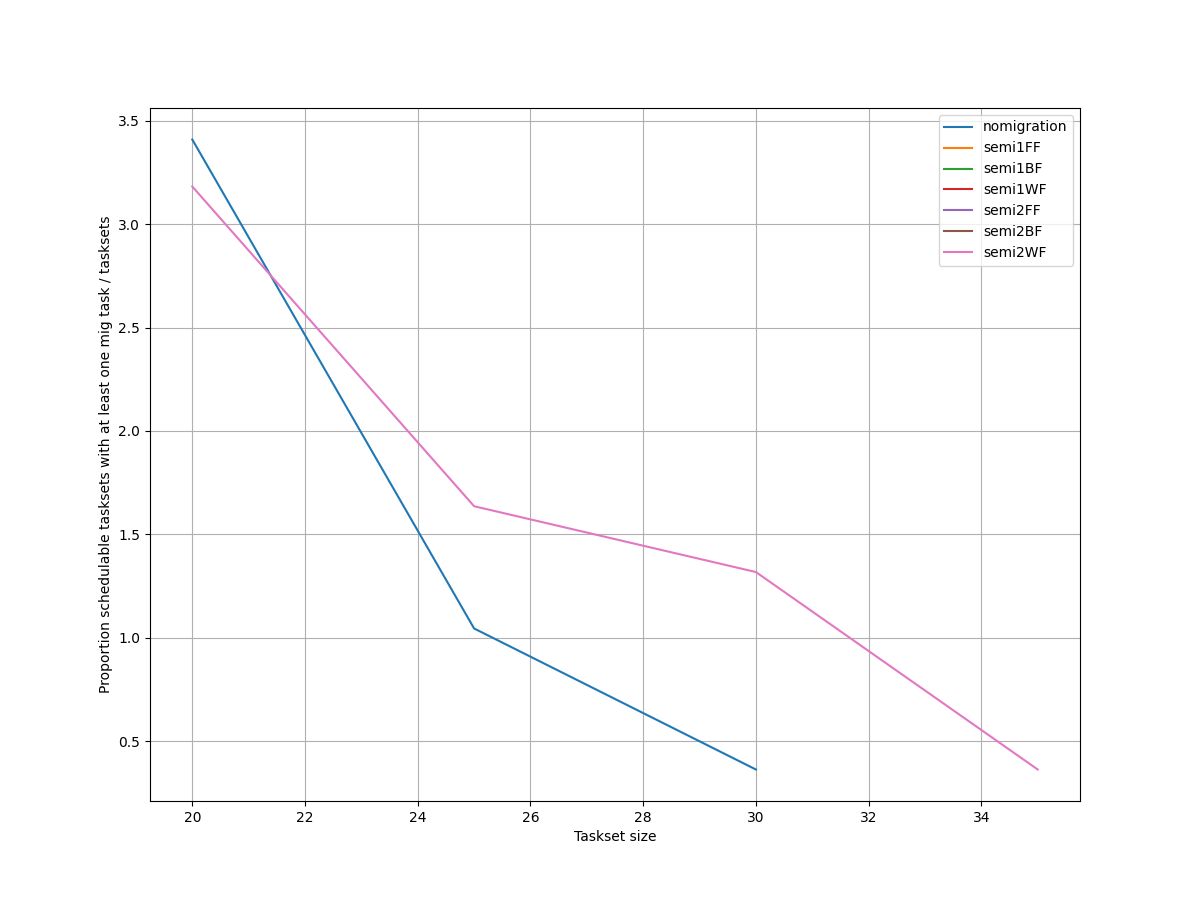 3.5
3.0
2.5
2.0
1.5
1.0
0.5
Proportion schedulable tasksets with at least one mig task / tasksets
nomigration
semi1FF
semi1BF
semi1WF
semi2FF
semi2BF
semi2WF
20 22 24 26 28 30 32 34
Taskset size